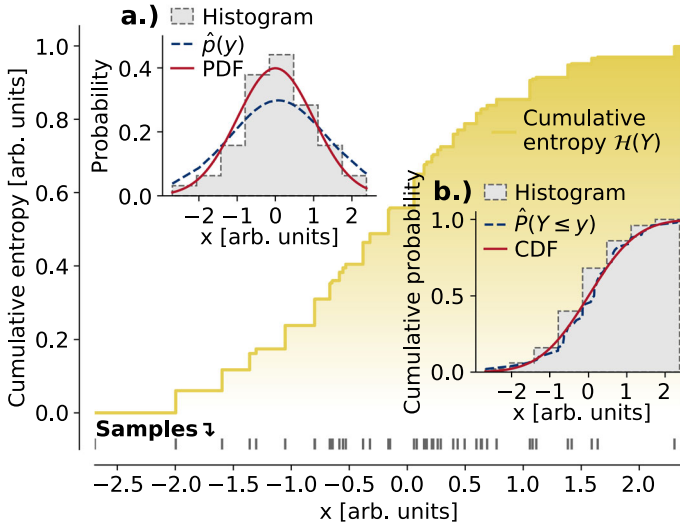 a.)
Histogram
p̂(y)
PDF
Probability
0.4
0.2
0.0
−2 −1 0 1 2
x [arb. units]
Cumulative entropy [arb. units]
1.0
0.8
0.6
0.4
0.2
0.0
Cumulative
entropy ℋ(Y)
b.)
Histogram
P̂(Y ≤ y)
CDF
Cumulative probability
1.0
0.5
0.0
−2 −1 0 1 2
x [arb. units]
Samples ↴
−2.5 −2.0 −1.5 −1.0 −0.5 0.0 0.5 1.0 1.5 2.0
x [arb. units]